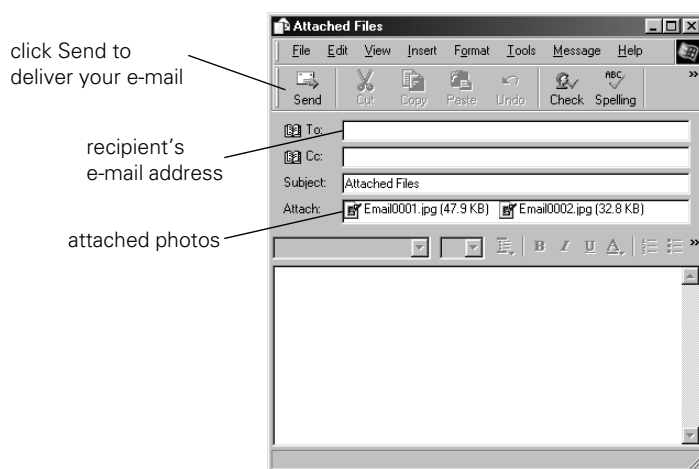 Attached Files
File Edit View Insert Format Tools Message Help
click Send to
deliver your e-mail
ABC
»
Send Cut Copy Paste Undo Check Spelling
To:
recipient's
e-mail address
Cc:
Subject: Attached Files
Attach: Email0001.jpg (47.9 KB) Email0002.jpg (32.8 KB)
attached photos
B I U A »